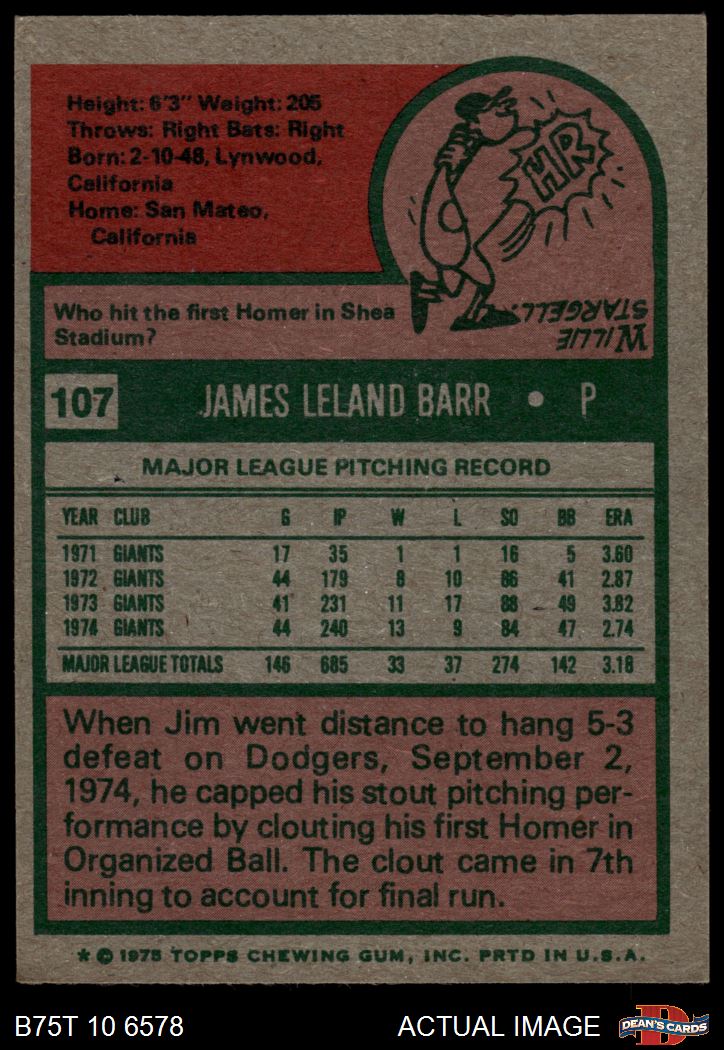 Height: 6'3" Weight: 205
Throws: Right Bats: Right
Born: 2-10-48, Lynwood,
California
Home: San Mateo,
California
HR
Who hit the first Homer in Shea
Stadium?
WILLIE
STARGELL.
107 JAMES LELAND BARR • P
MAJOR LEAGUE PITCHING RECORD
YEAR CLUB G IP W L SO BB ERA
1971 GIANTS 17 35 1 1 16 5 3.60
1972 GIANTS 44 179 8 10 86 41 2.87
1973 GIANTS 41 231 11 17 88 49 3.82
1974 GIANTS 44 240 13 9 84 47 2.74
MAJOR LEAGUE TOTALS 146 685 33 37 274 142 3.18
When Jim went distance to hang 5-3
defeat on Dodgers, September 2,
1974, he capped his stout pitching per-
formance by clouting his first Homer in
Organized Ball. The clout came in 7th
inning to account for final run.
* © 1975 TOPPS CHEWING GUM, INC. PRTD IN U.S.A.
B75T 10 6578 ACTUAL IMAGE D DEAN'S CARDS